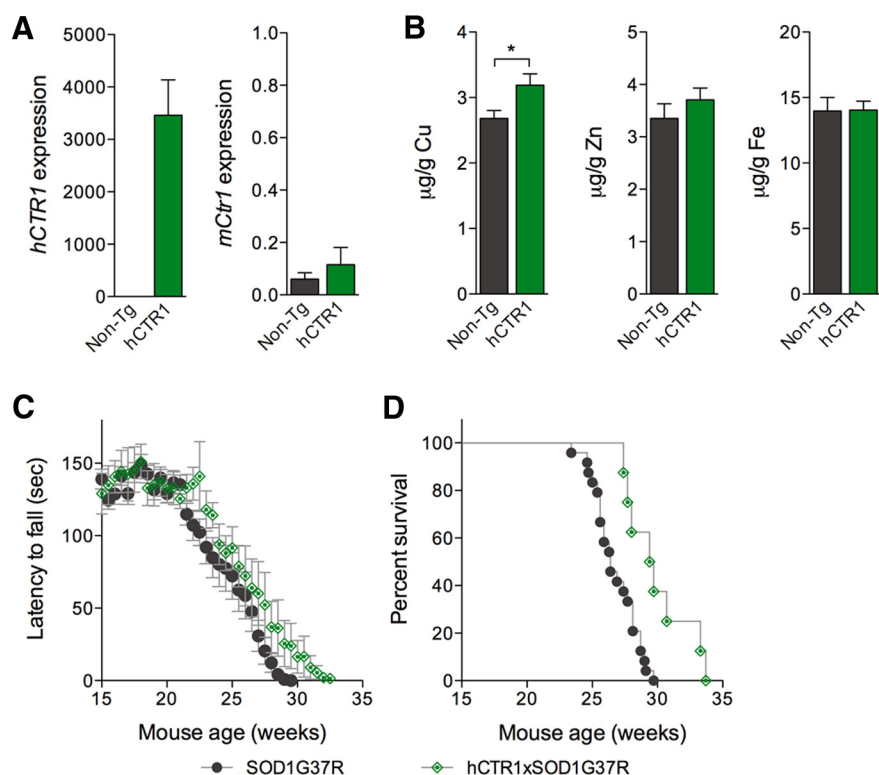 A
hCTR1 expression
5000
4000
3000
2000
1000
0
Non-Tg
hCTR1
mCtr1 expression
1.0
0.8
0.6
0.4
0.2
0.0
Non-Tg
hCTR1
B
µg/g Cu
4
3
2
1
0
*
Non-Tg
hCTR1
µg/g Zn
5
4
3
2
1
0
Non-Tg
hCTR1
µg/g Fe
20
15
10
5
0
Non-Tg
hCTR1
C
Latency to fall (sec)
150
100
50
0
15 20 25 30 35
Mouse age (weeks)
D
Percent survival
100
80
60
40
20
0
15 20 25 30 35
Mouse age (weeks)
SOD1G37R
hCTR1xSOD1G37R